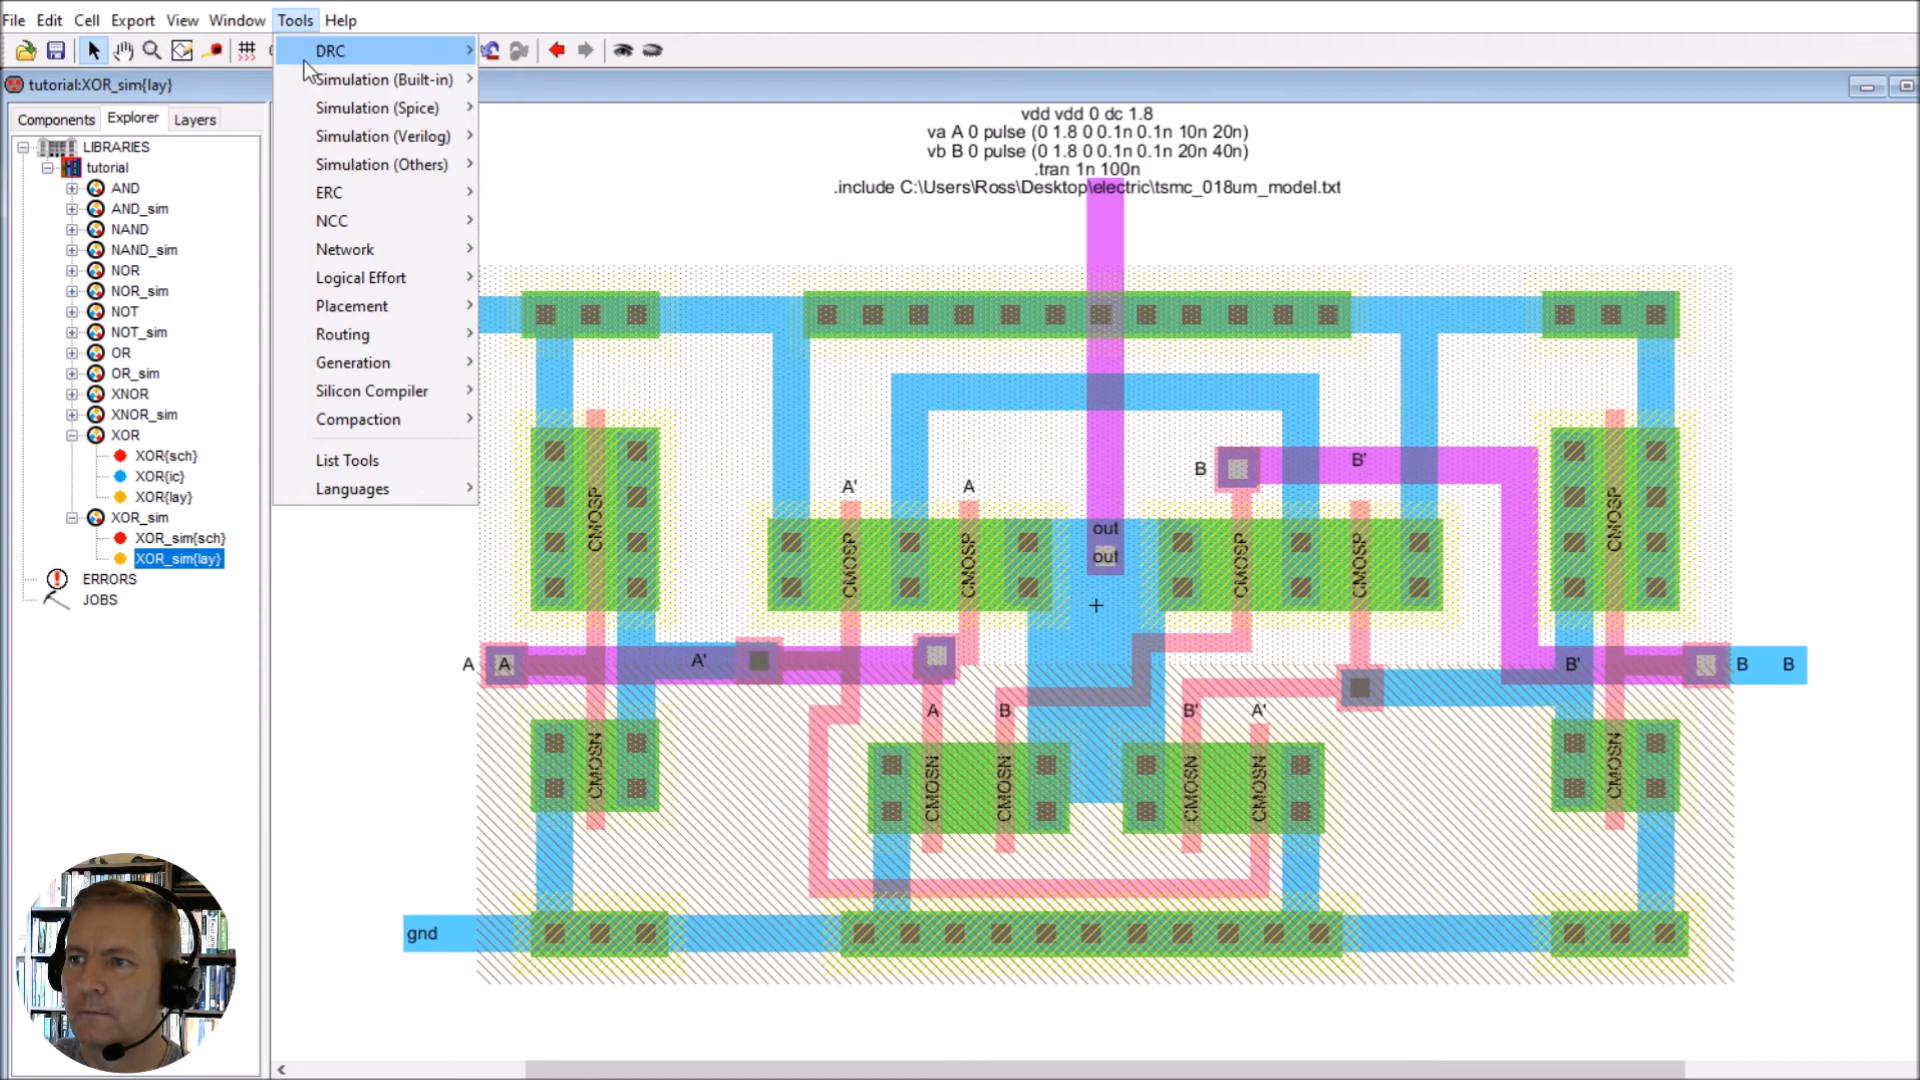 File Edit Cell Export View Window Tools Help
tutorial:XOR_sim{lay}
Components Explorer Layers
LIBRARIES
tutorial
AND
AND_sim
NAND
NAND_sim
NOR
NOR_sim
NOT
NOT_sim
OR
OR_sim
XNOR
XNOR_sim
XOR
XOR{sch}
XOR{ic}
XOR{lay}
XOR_sim
XOR_sim{sch}
XOR_sim{lay}
ERRORS
JOBS
DRC
Simulation (Built-in)
Simulation (Spice)
Simulation (Verilog)
Simulation (Others)
ERC
NCC
Network
Logical Effort
Placement
Routing
Generation
Silicon Compiler
Compaction
List Tools
Languages
vdd vdd 0 dc 1.8
va A 0 pulse (0 1.8 0 0.1n 0.1n 10n 20n)
vb B 0 pulse (0 1.8 0 0.1n 0.1n 20n 40n)
.tran 1n 100n
.include C:\Users\Ross\Desktop\electric\tsmc_018um_model.txt
B B'
A' A
CMOSP CMOSP CMOSP CMOSP CMOSP CMOSP
out
out
A A A' B' B B
A B B' A'
CMOSN CMOSN CMOSN CMOSN CMOSN CMOSN
gnd